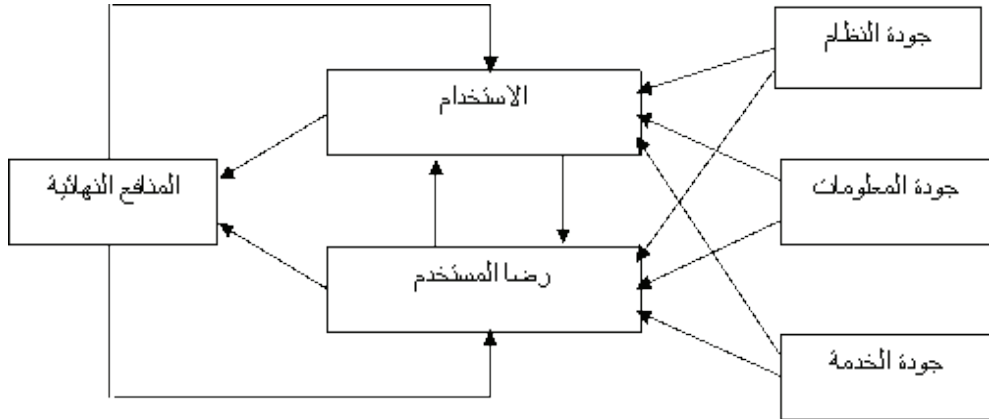 جودة النظام
الاستخدام
جودة المعلومات
المنافع النهائية
رضا المستخدم
جودة الخدمة